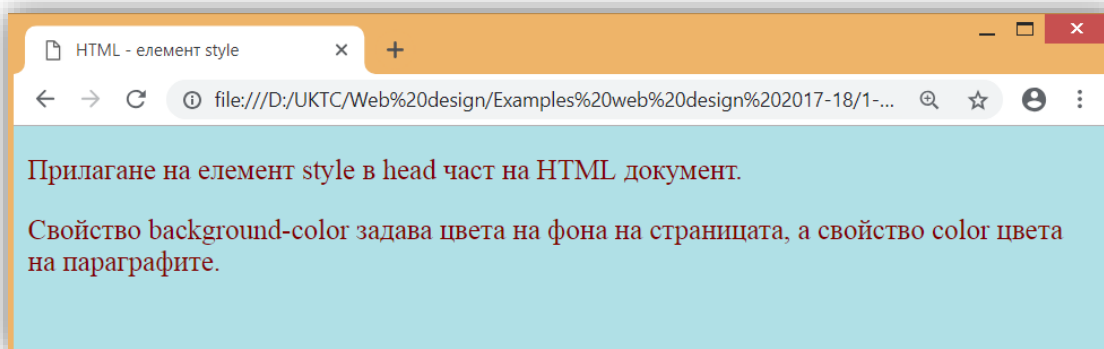 HTML - елемент style
file:///D:/UKTC/Web%20design/Examples%20web%20design%202017-18/1-...
Прилагане на елемент style в head част на HTML документ.
Свойство background-color задава цвета на фона на страницата, а свойство color цвета
на параграфите.